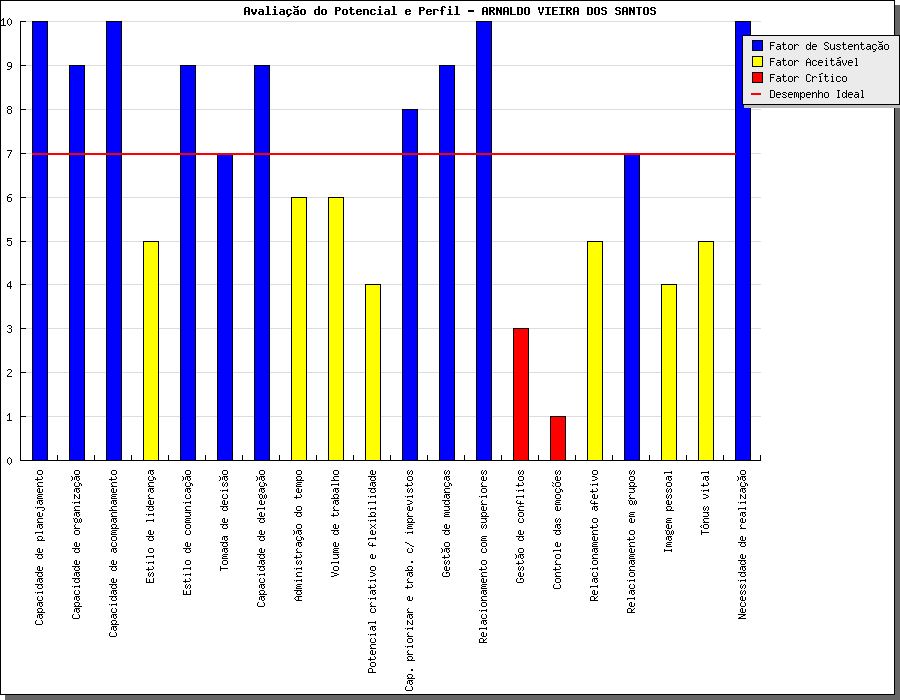 Avaliação do Potencial e Perfil - ARNALDO VIEIRA DOS SANTOS
10
9
8
7
6
5
4
3
2
1
0
Fator de Sustentação
Fator Aceitável
Fator Crítico
Desempenho Ideal
Capacidade de planejamento
Capacidade de organização
Capacidade de acompanhamento
Estilo de liderança
Estilo de comunicação
Tomada de decisão
Capacidade de delegação
Administração do tempo
Volume de trabalho
Potencial criativo e flexibilidade
Cap. priorizar e trab. c/ imprevistos
Gestão de mudanças
Relacionamento com superiores
Gestão de conflitos
Controle das emoções
Relacionamento afetivo
Relacionamento em grupos
Imagem pessoal
Tônus vital
Necessidade de realização